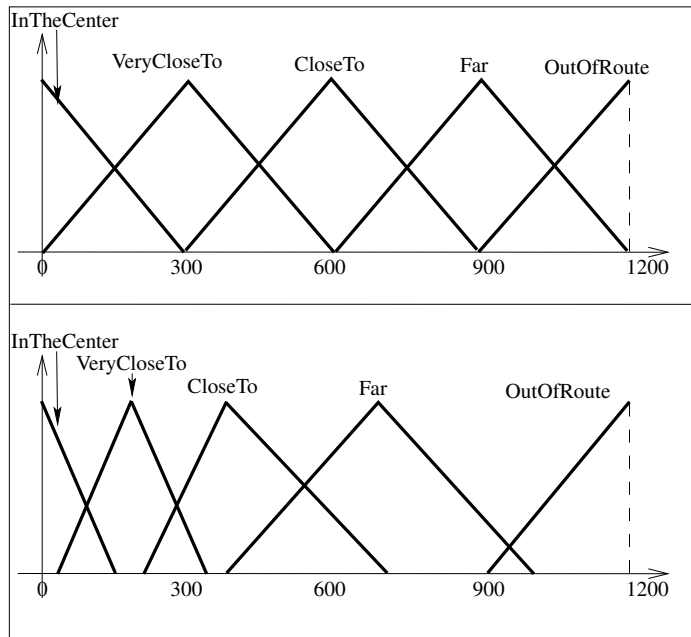 InTheCenter
VeryCloseTo
CloseTo
Far
OutOfRoute
0 300 600 900 1200
InTheCenter
VeryCloseTo
CloseTo
Far
OutOfRoute
0 300 600 900 1200